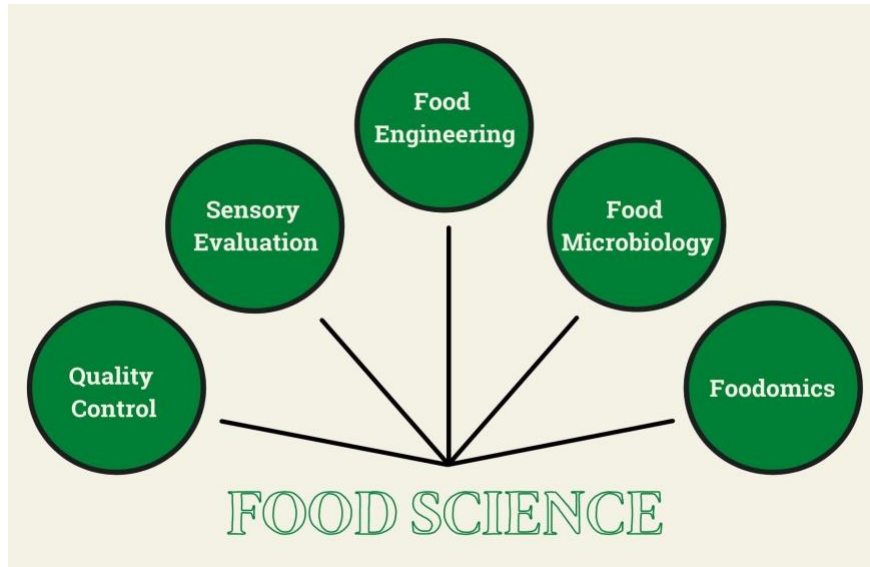 Food
Engineering
Sensory
Evaluation
Food
Microbiology
Quality
Control
Foodomics
FOOD SCIENCE